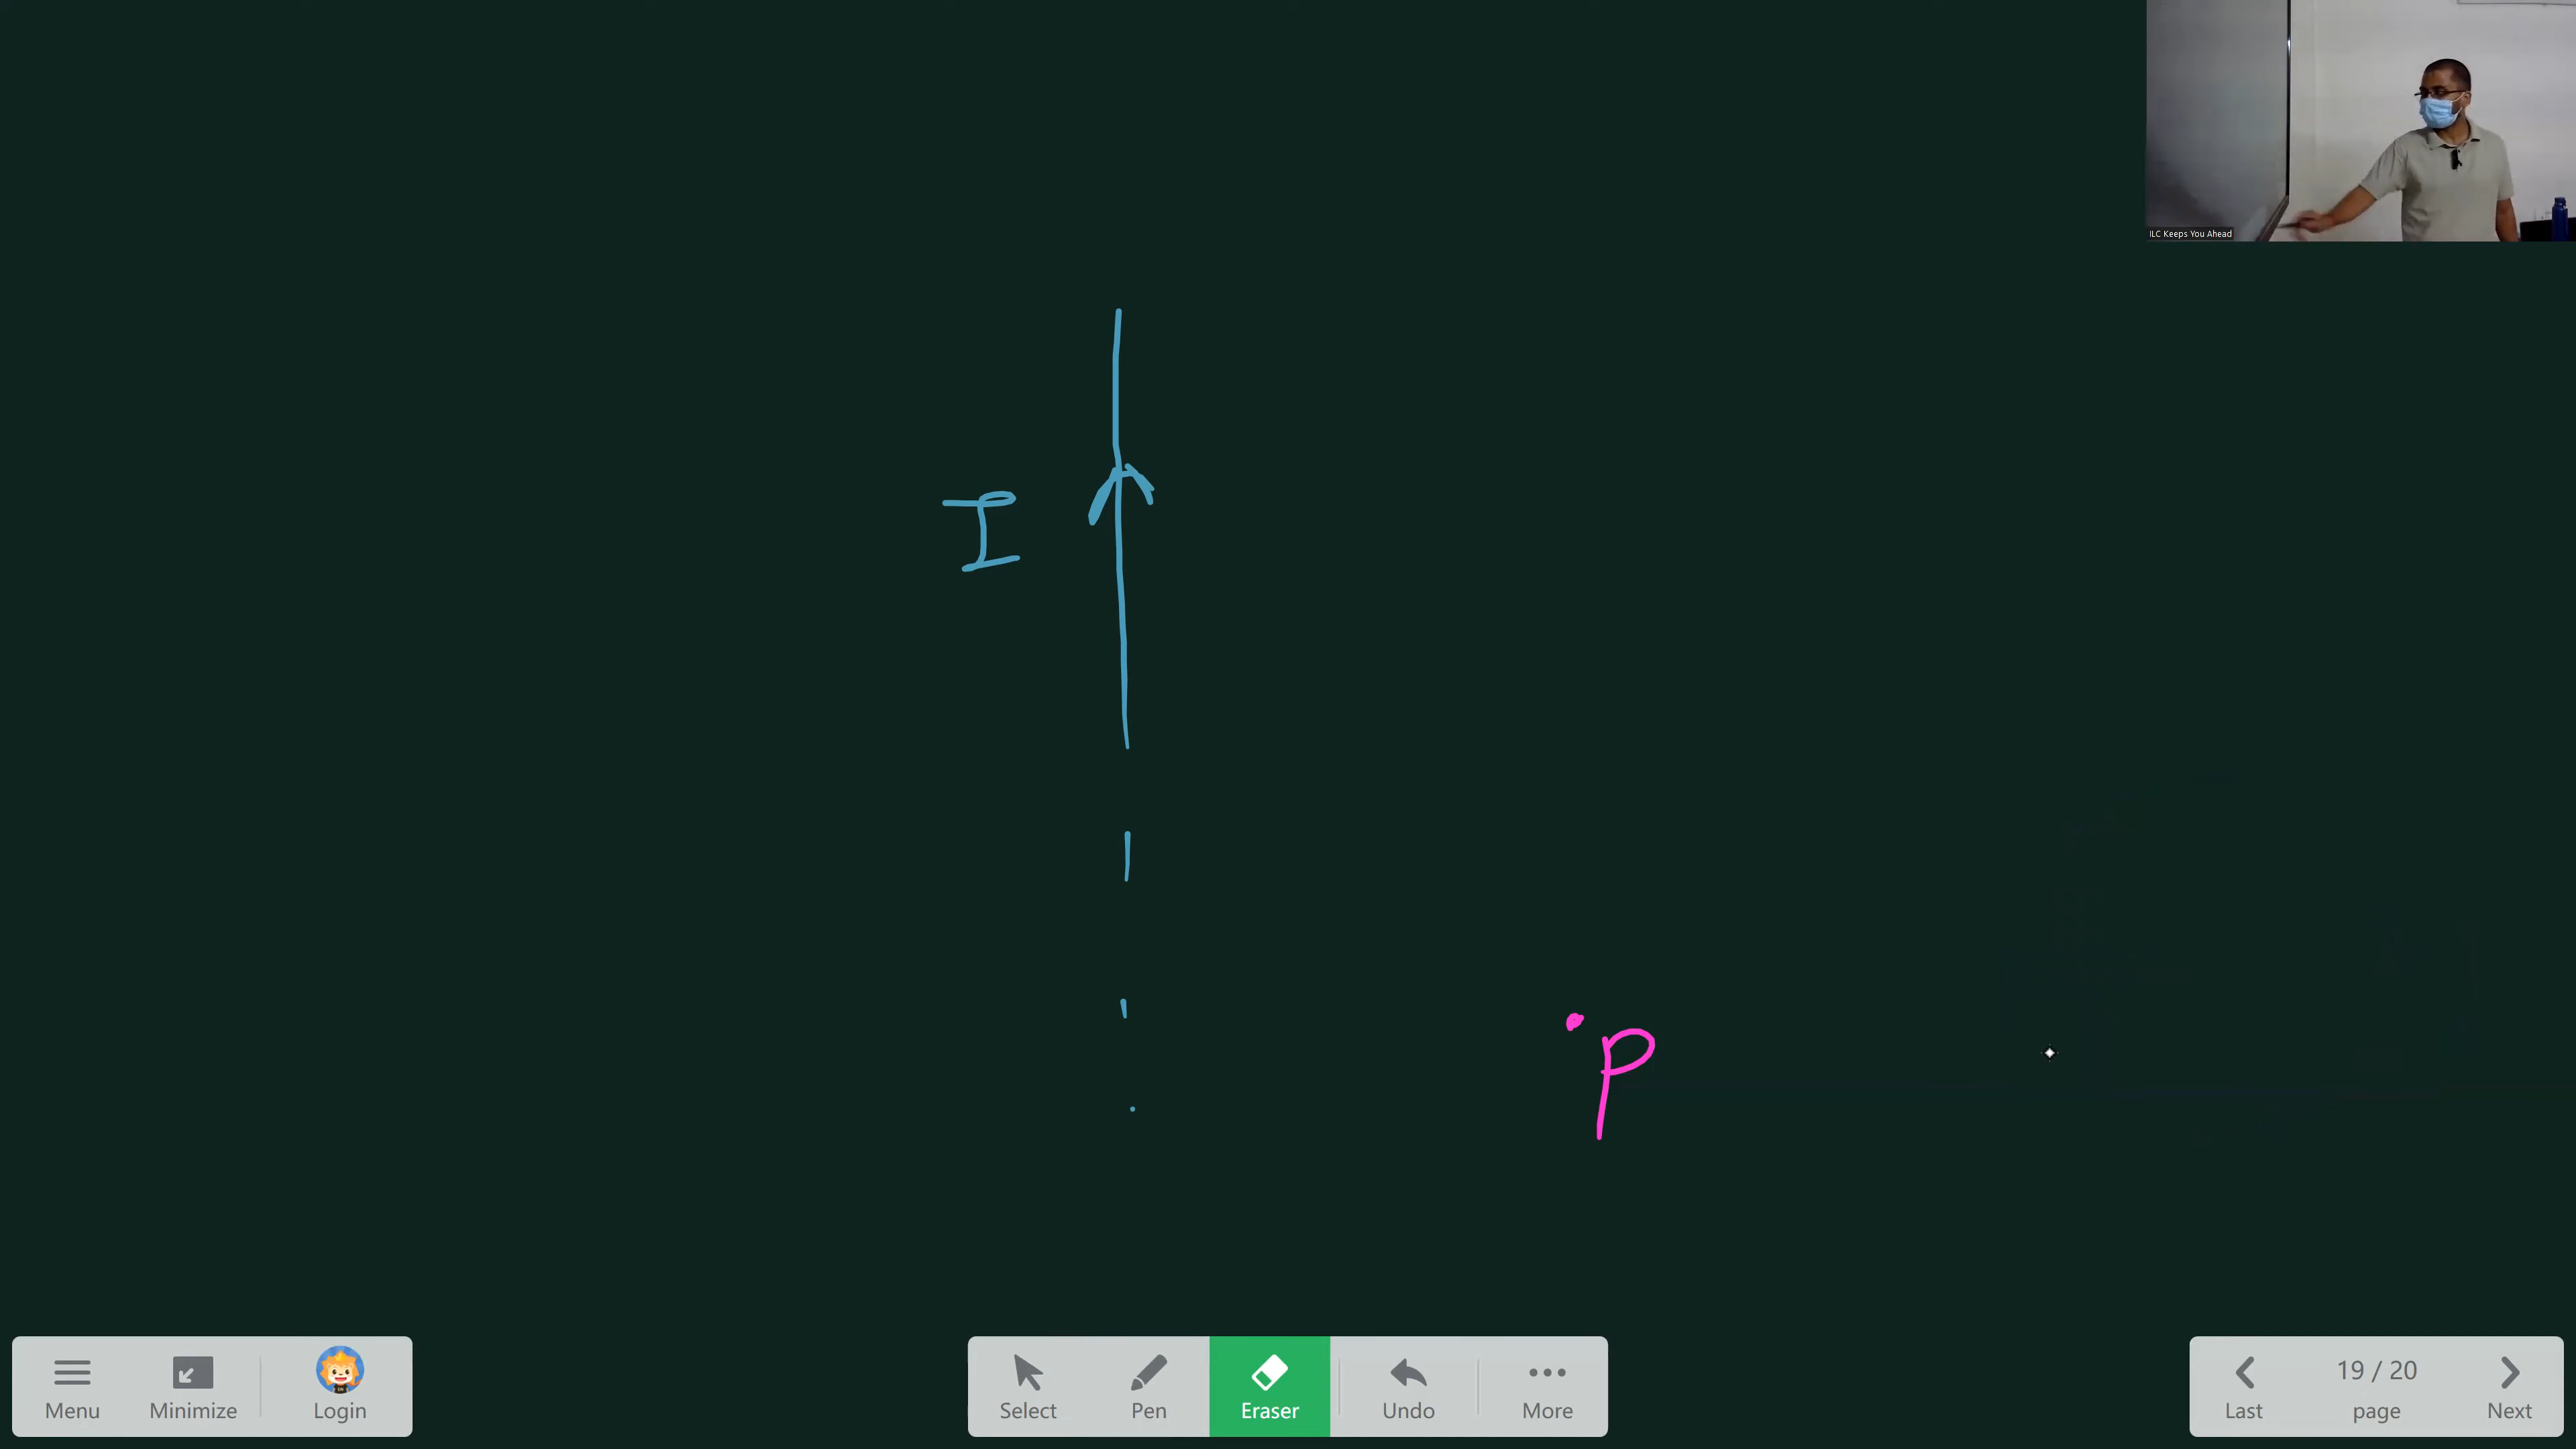 ILC Keeps You Ahead
I
P
Menu
Minimize
Login
Select
Pen
Eraser
Undo
More
Last
19 / 20
page
Next